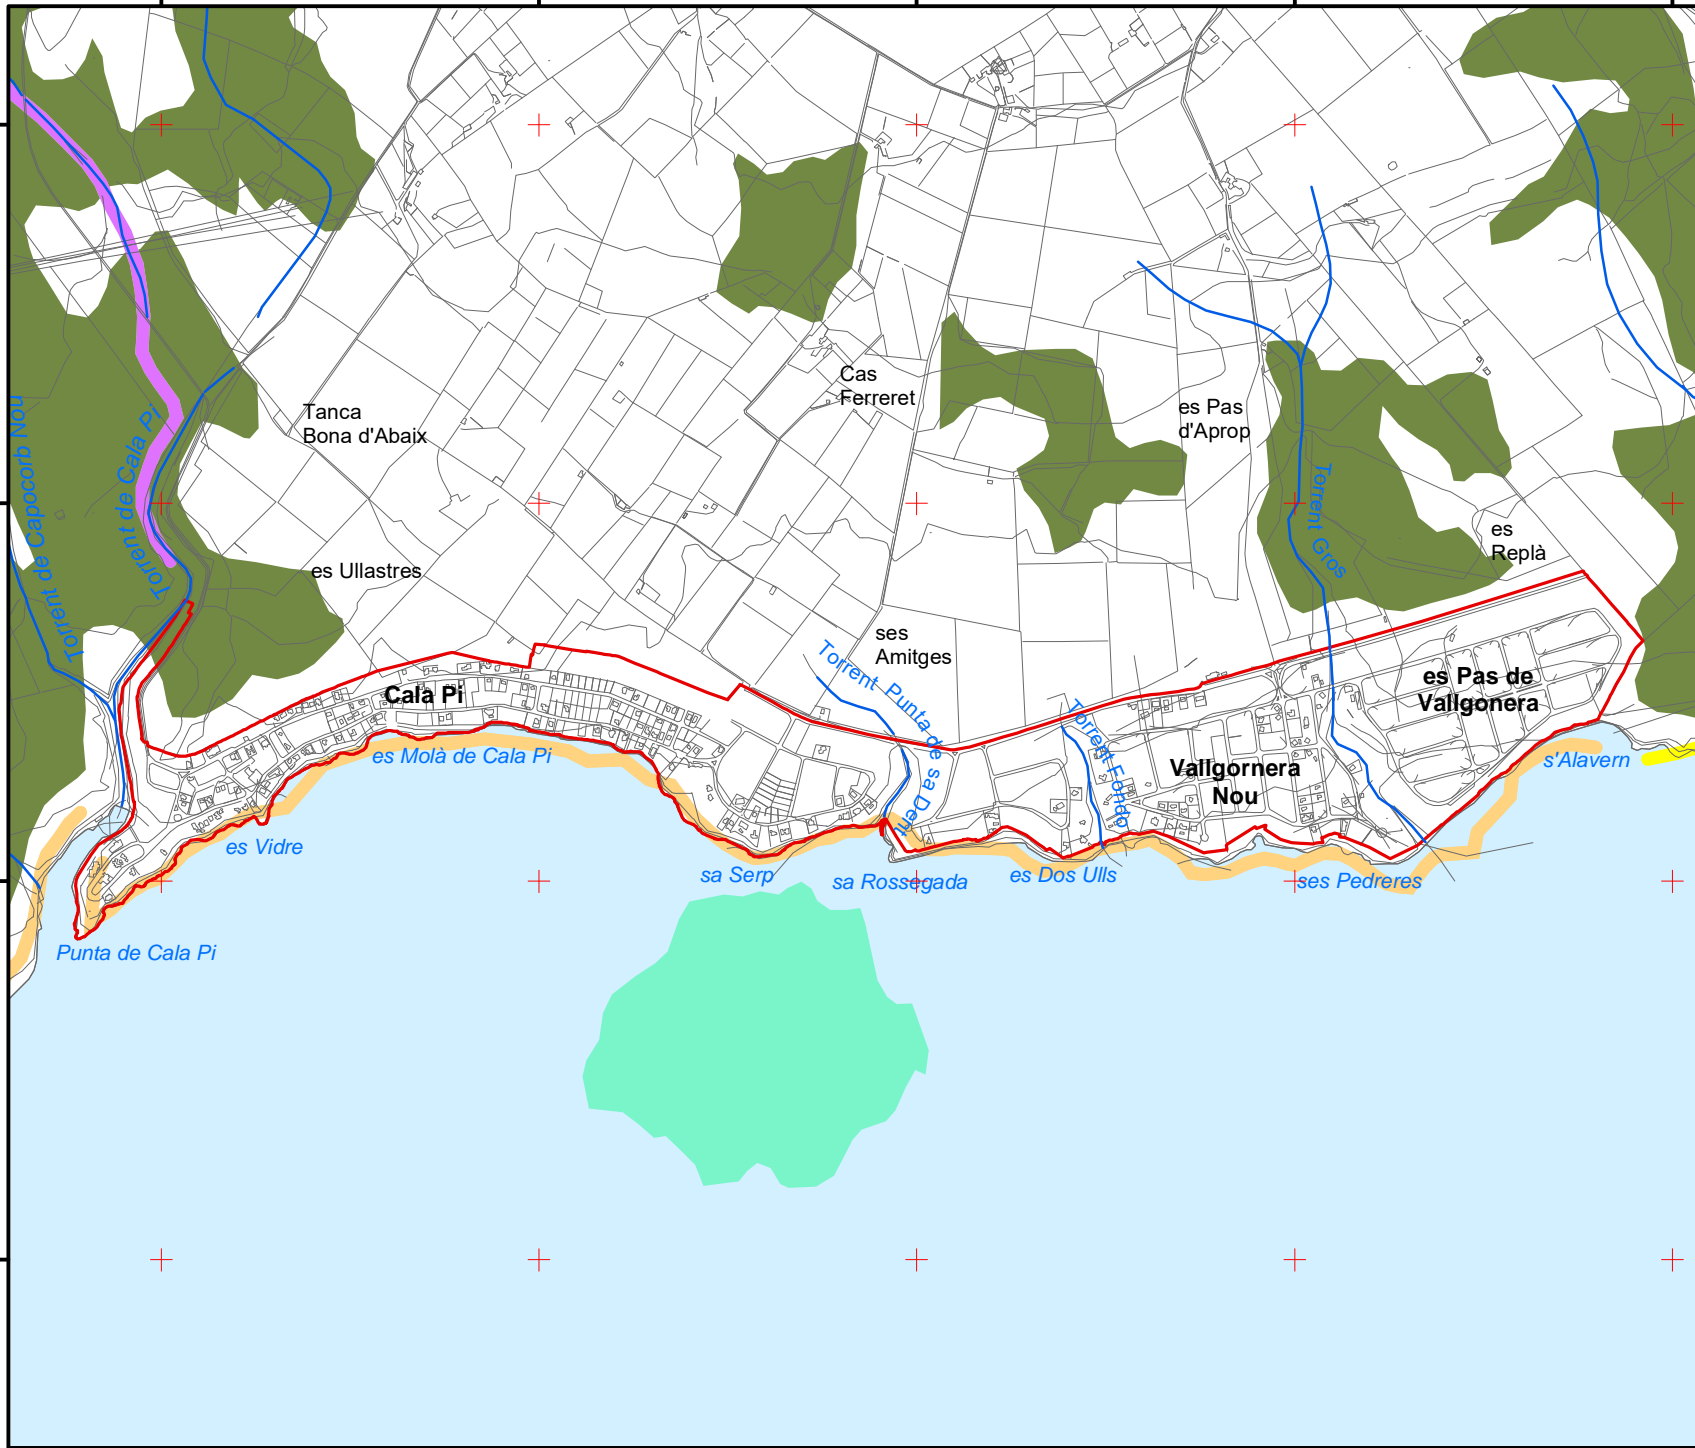 Cas
Ferreret
Tanca
Bona d'Abaix
es Pas
d'Aprop
Torrent de Capocorb Nou
Torrent de Cala Pi
Torrent Gros
es
Replà
es Ullastres
ses
Amitges
Torrent Punta de sa Dent
Cala Pi
es Pas de
Vallgonera
Torrent Fondo
es Molà de Cala Pi
s'Alavern
Vallgornera
Nou
es Vidre
sa Serp
sa Rossegada
es Dos Ulls
ses Pedreres
Punta de Cala Pi